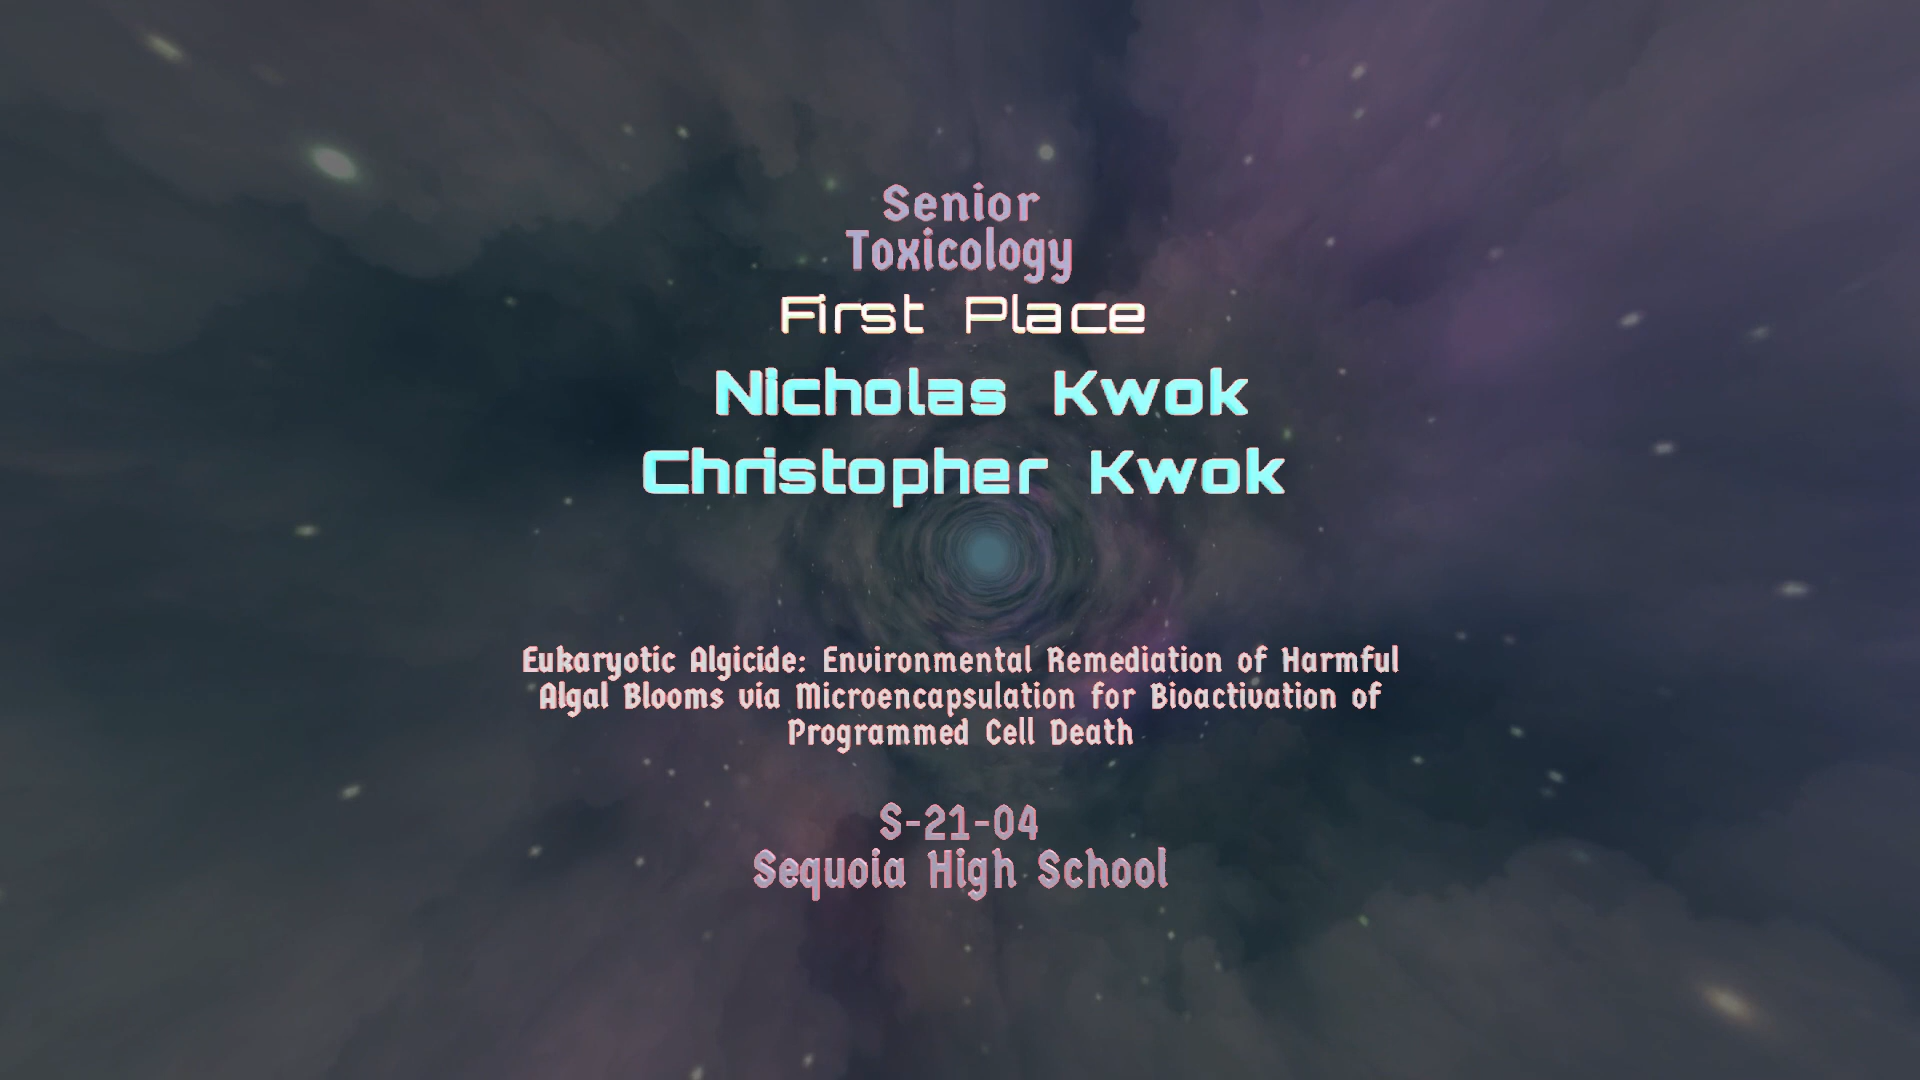 Senior
Toxicology
First Place
Nicholas Kwok
Christopher Kwok
Eukaryotic Algicide: Environmental Remediation of Harmful
Algal Blooms via Microencapsulation for Bioactivation of
Programmed Cell Death
S-21-04
Sequoia High School